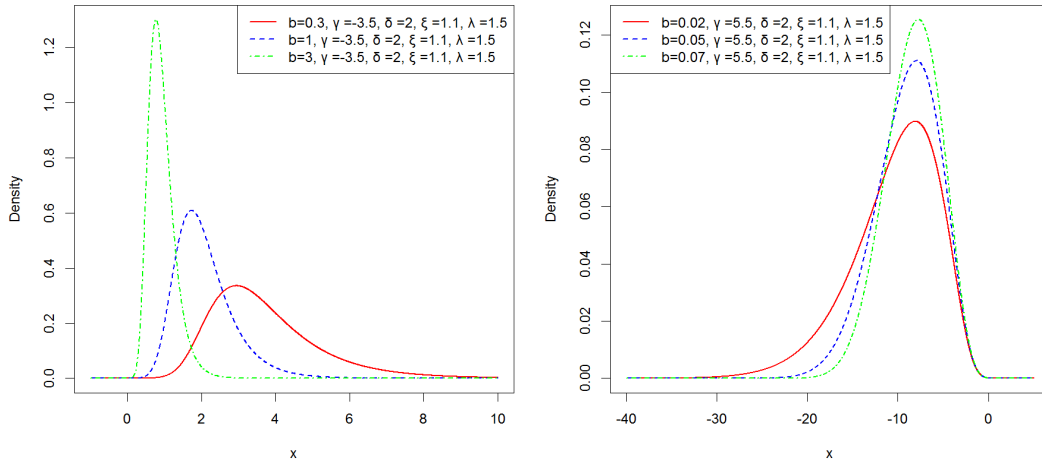 b=0.3, γ =-3.5, δ =2, ξ =1.1, λ =1.5
b=1, γ =-3.5, δ =2, ξ =1.1, λ =1.5
b=3, γ =-3.5, δ =2, ξ =1.1, λ =1.5
Density
0.0
0.2
0.4
0.6
0.8
1.0
1.2
0
2
4
6
8
10
x
b=0.02, γ =5.5, δ =2, ξ =1.1, λ =1.5
b=0.05, γ =5.5, δ =2, ξ =1.1, λ =1.5
b=0.07, γ =5.5, δ =2, ξ =1.1, λ =1.5
Density
0.00
0.02
0.04
0.06
0.08
0.10
0.12
-40
-30
-20
-10
0
x